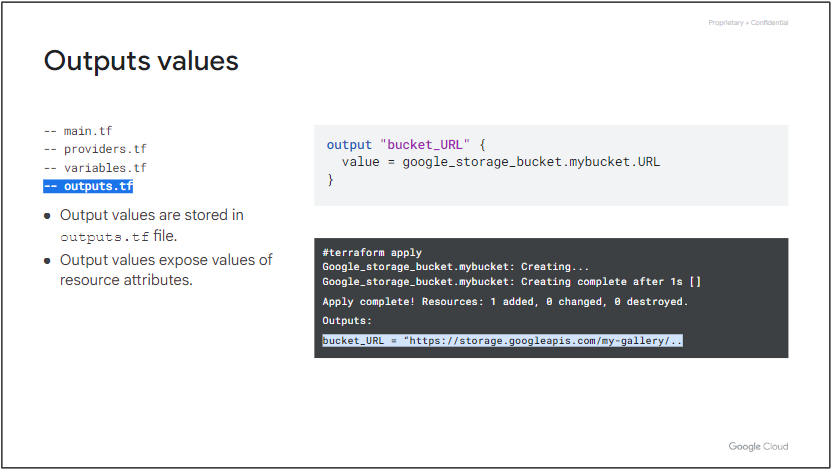 Proprietary + Confidential
Outputs values
-- main.tf
-- providers.tf
-- variables.tf
-- outputs.tf
● Output values are stored in
outputs.tf file.
● Output values expose values of
resource attributes.
output "bucket_URL" {
  value = google_storage_bucket.mybucket.URL
}
#terraform apply
Google_storage_bucket.mybucket: Creating...
Google_storage_bucket.mybucket: Creating complete after 1s []
Apply complete! Resources: 1 added, 0 changed, 0 destroyed.
Outputs:
bucket_URL = "https://storage.googleapis.com/my-gallery/..
Google Cloud